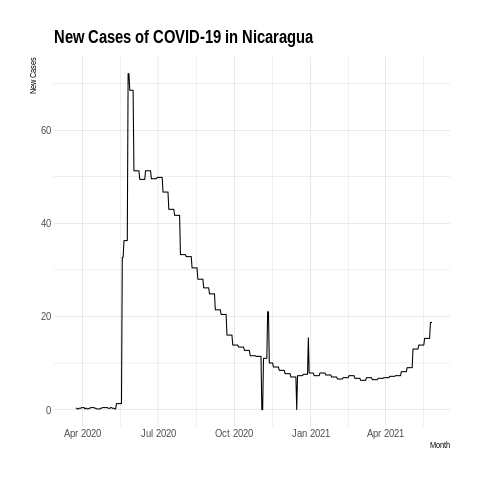 New Cases of COVID-19 in Nicaragua
New Cases
60
40
20
0
Apr 2020
Jul 2020
Oct 2020
Jan 2021
Apr 2021
Month